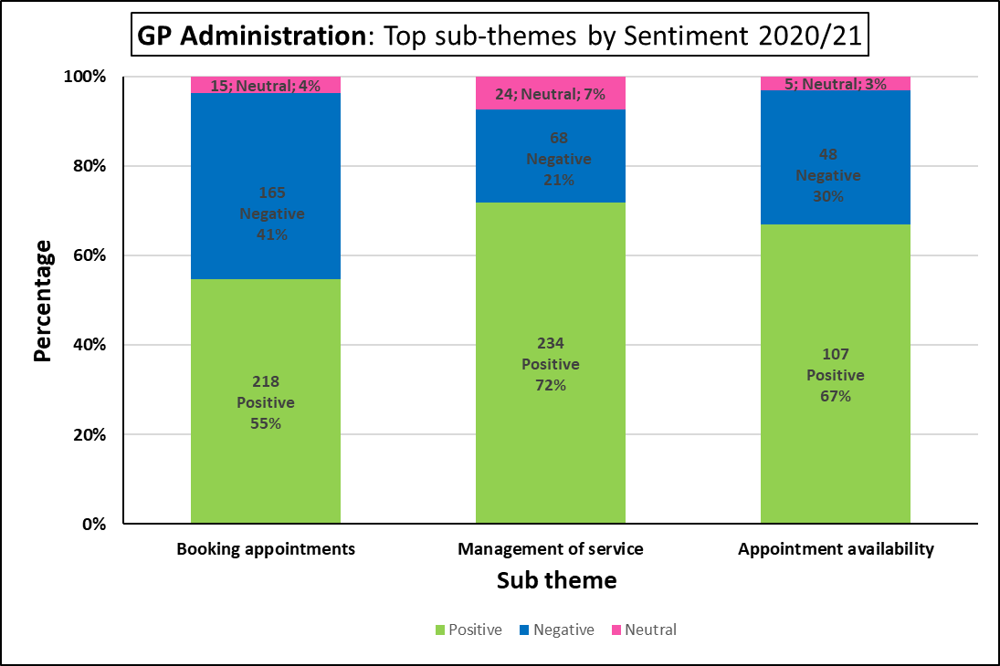 GP Administration: Top sub-themes by Sentiment 2020/21
Percentage
100%
80%
60%
40%
20%
0%
15; Neutral; 4%
165
Negative
41%
218
Positive
55%
24; Neutral; 7%
68
Negative
21%
234
Positive
72%
5; Neutral; 3%
48
Negative
30%
107
Positive
67%
Booking appointments
Management of service
Appointment availability
Sub theme
Positive
Negative
Neutral